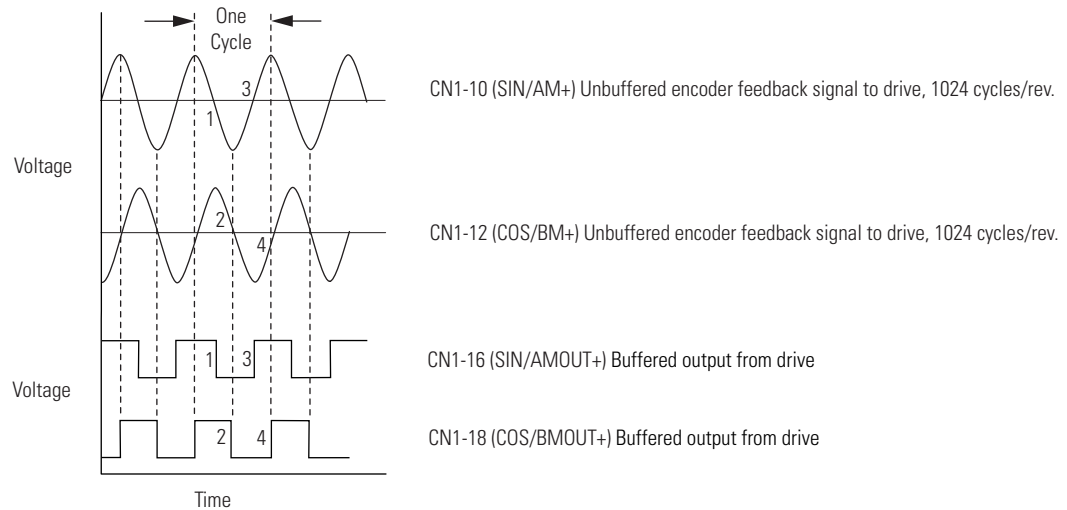 One
Cycle
3
1
CN1-10 (SIN/AM+) Unbuffered encoder feedback signal to drive, 1024 cycles/rev.
Voltage
2
4
CN1-12 (COS/BM+) Unbuffered encoder feedback signal to drive, 1024 cycles/rev.
1
3
CN1-16 (SIN/AMOUT+) Buffered output from drive
Voltage
2
4
CN1-18 (COS/BMOUT+) Buffered output from drive
Time